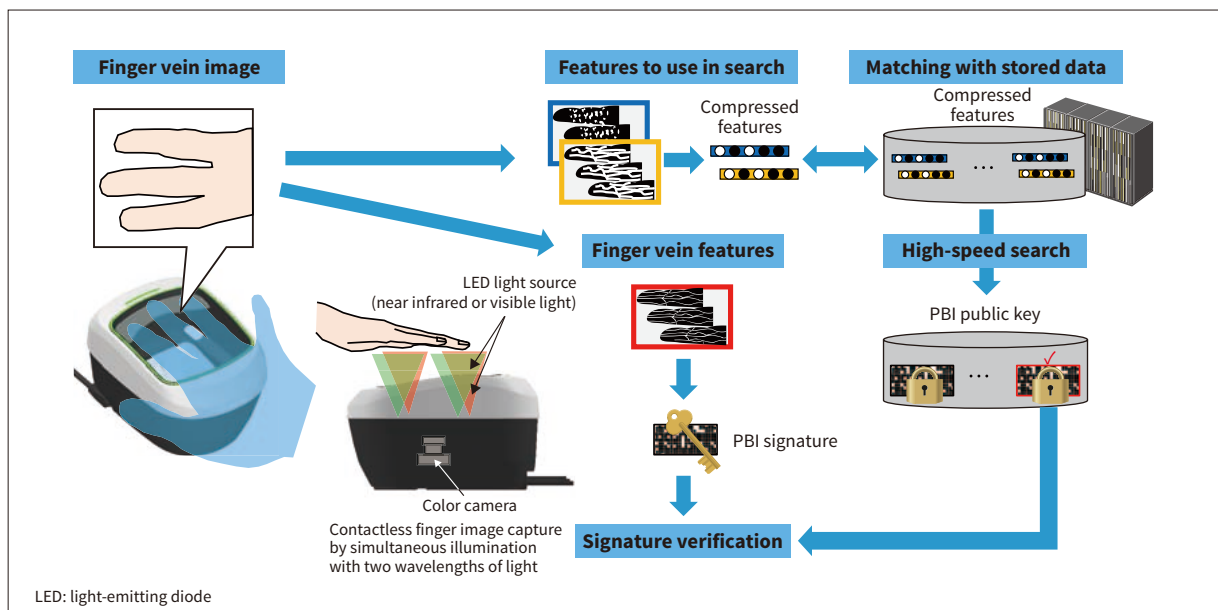 Finger vein image
Features to use in search
Matching with stored data
Compressed
features
Compressed
features
...
Finger vein features
High-speed search
LED light source
(near infrared or visible light)
PBI public key
...
PBI signature
Color camera
Contactless finger image capture
by simultaneous illumination
with two wavelengths of light
Signature verification
LED: light-emitting diode